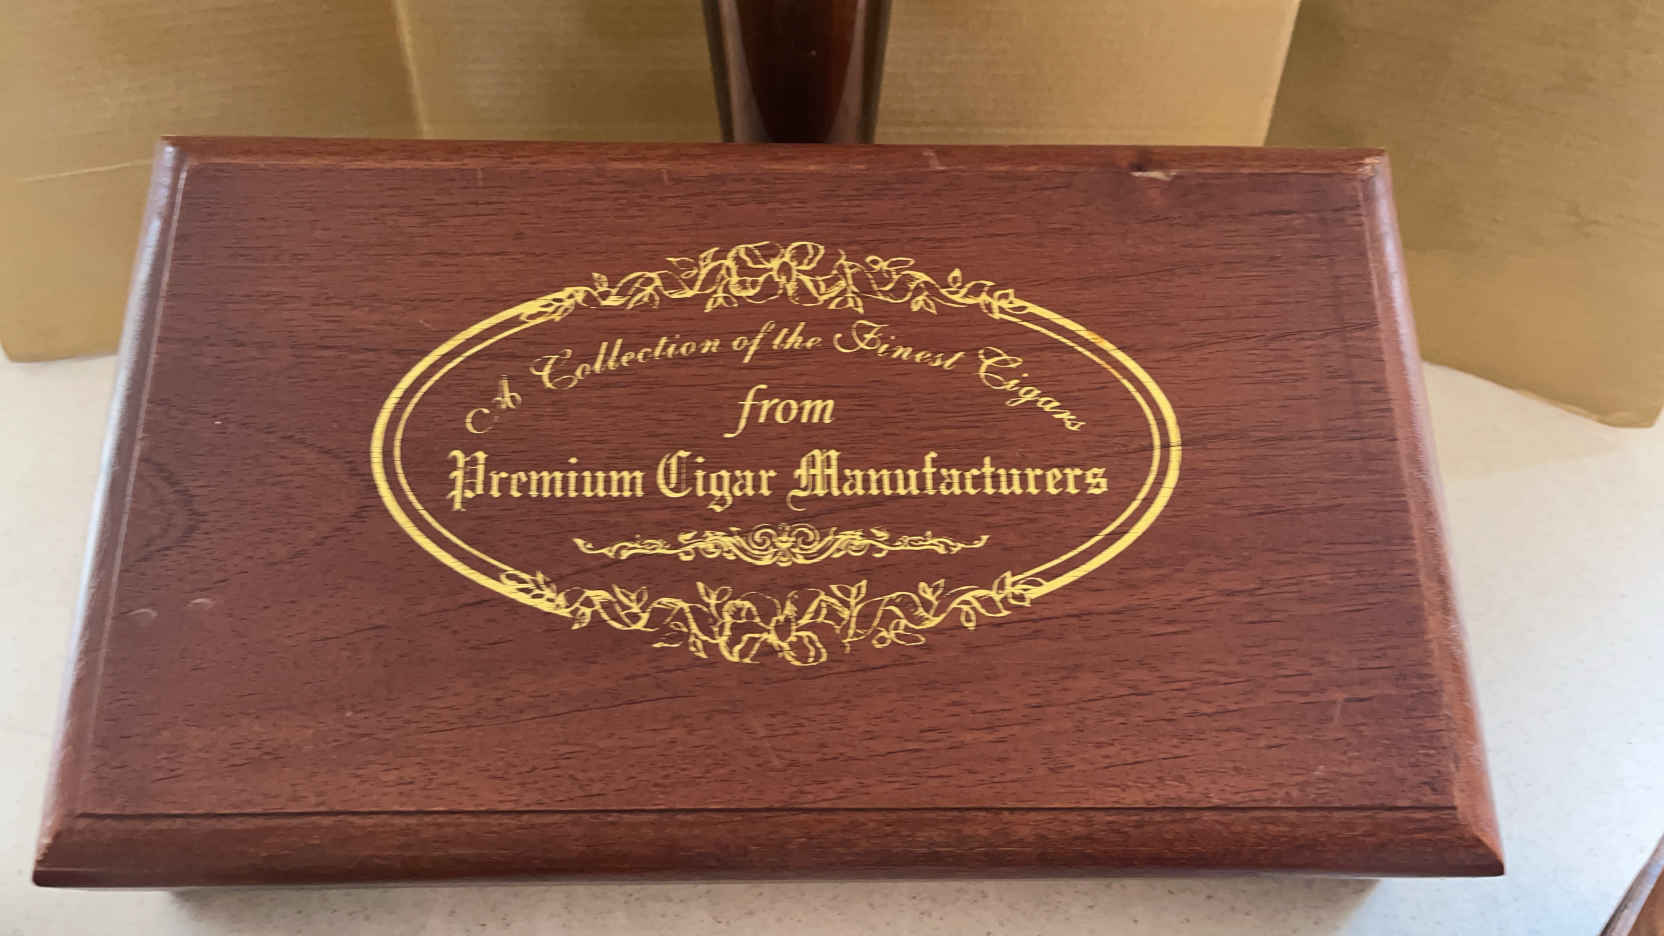 A Collection of the Finest Cigars
from
Premium Cigar Manufacturers